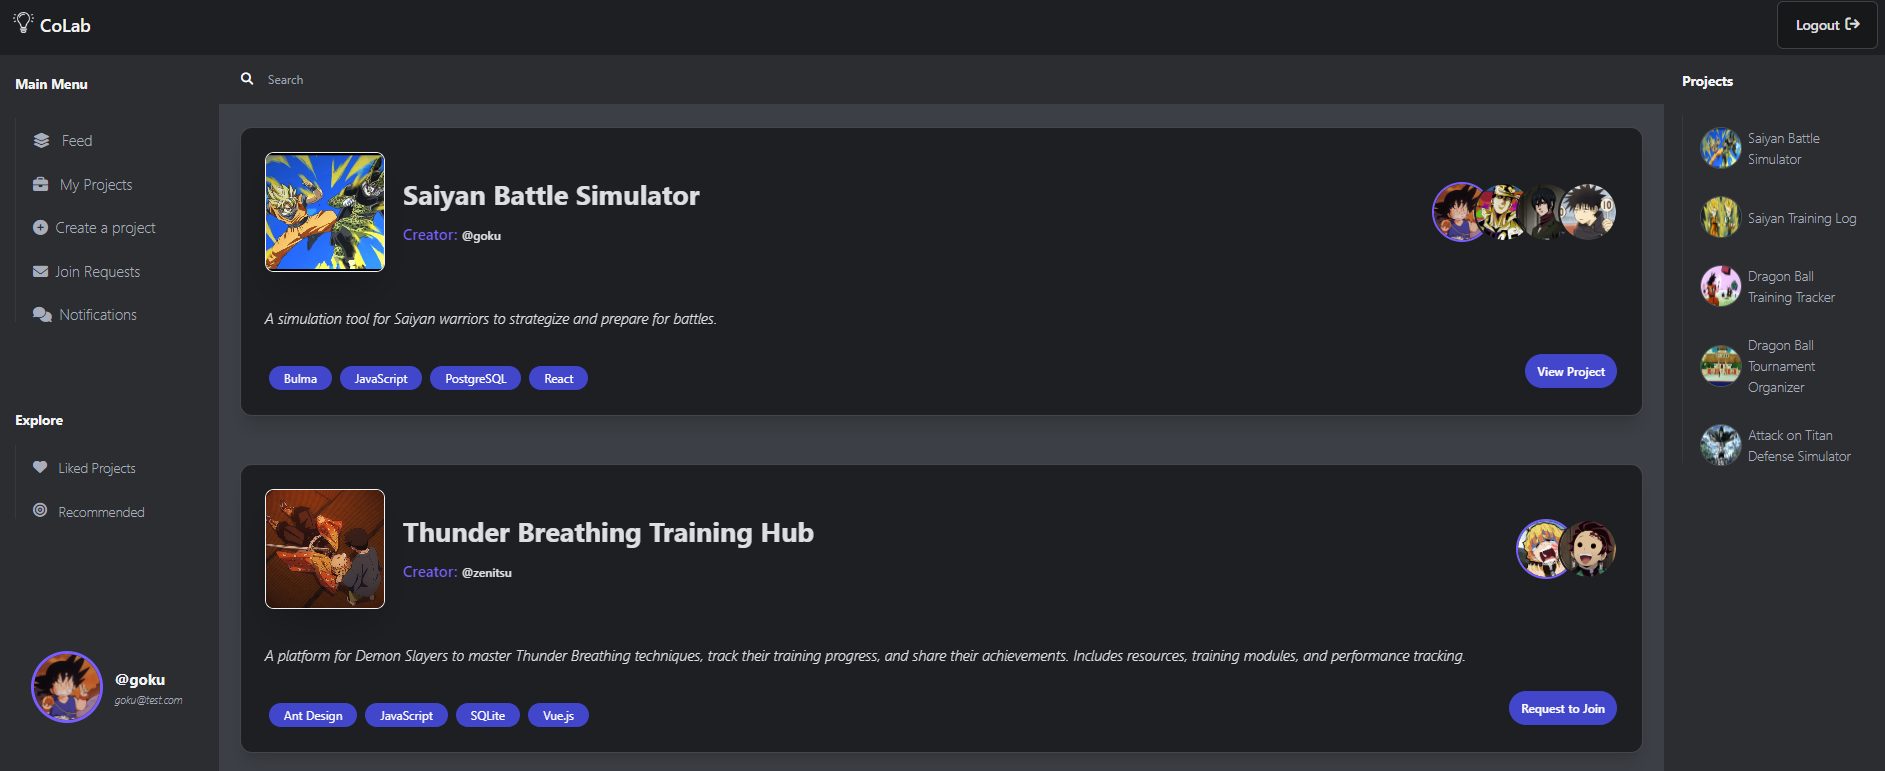 CoLab
Logout
Main Menu
Feed
My Projects
Create a project
Join Requests
Notifications
Explore
Liked Projects
Recommended
@goku
goku@test.com
Search
Saiyan Battle Simulator
Creator: @goku
A simulation tool for Saiyan warriors to strategize and prepare for battles.
Bulma
JavaScript
PostgreSQL
React
View Project
Thunder Breathing Training Hub
Creator: @zenitsu
A platform for Demon Slayers to master Thunder Breathing techniques, track their training progress, and share their achievements. Includes resources, training modules, and performance tracking.
Ant Design
JavaScript
SQLite
Vue.js
Request to Join
Projects
Saiyan Battle
Simulator
Saiyan Training Log
Dragon Ball
Training Tracker
Dragon Ball
Tournament
Organizer
Attack on Titan
Defense Simulator